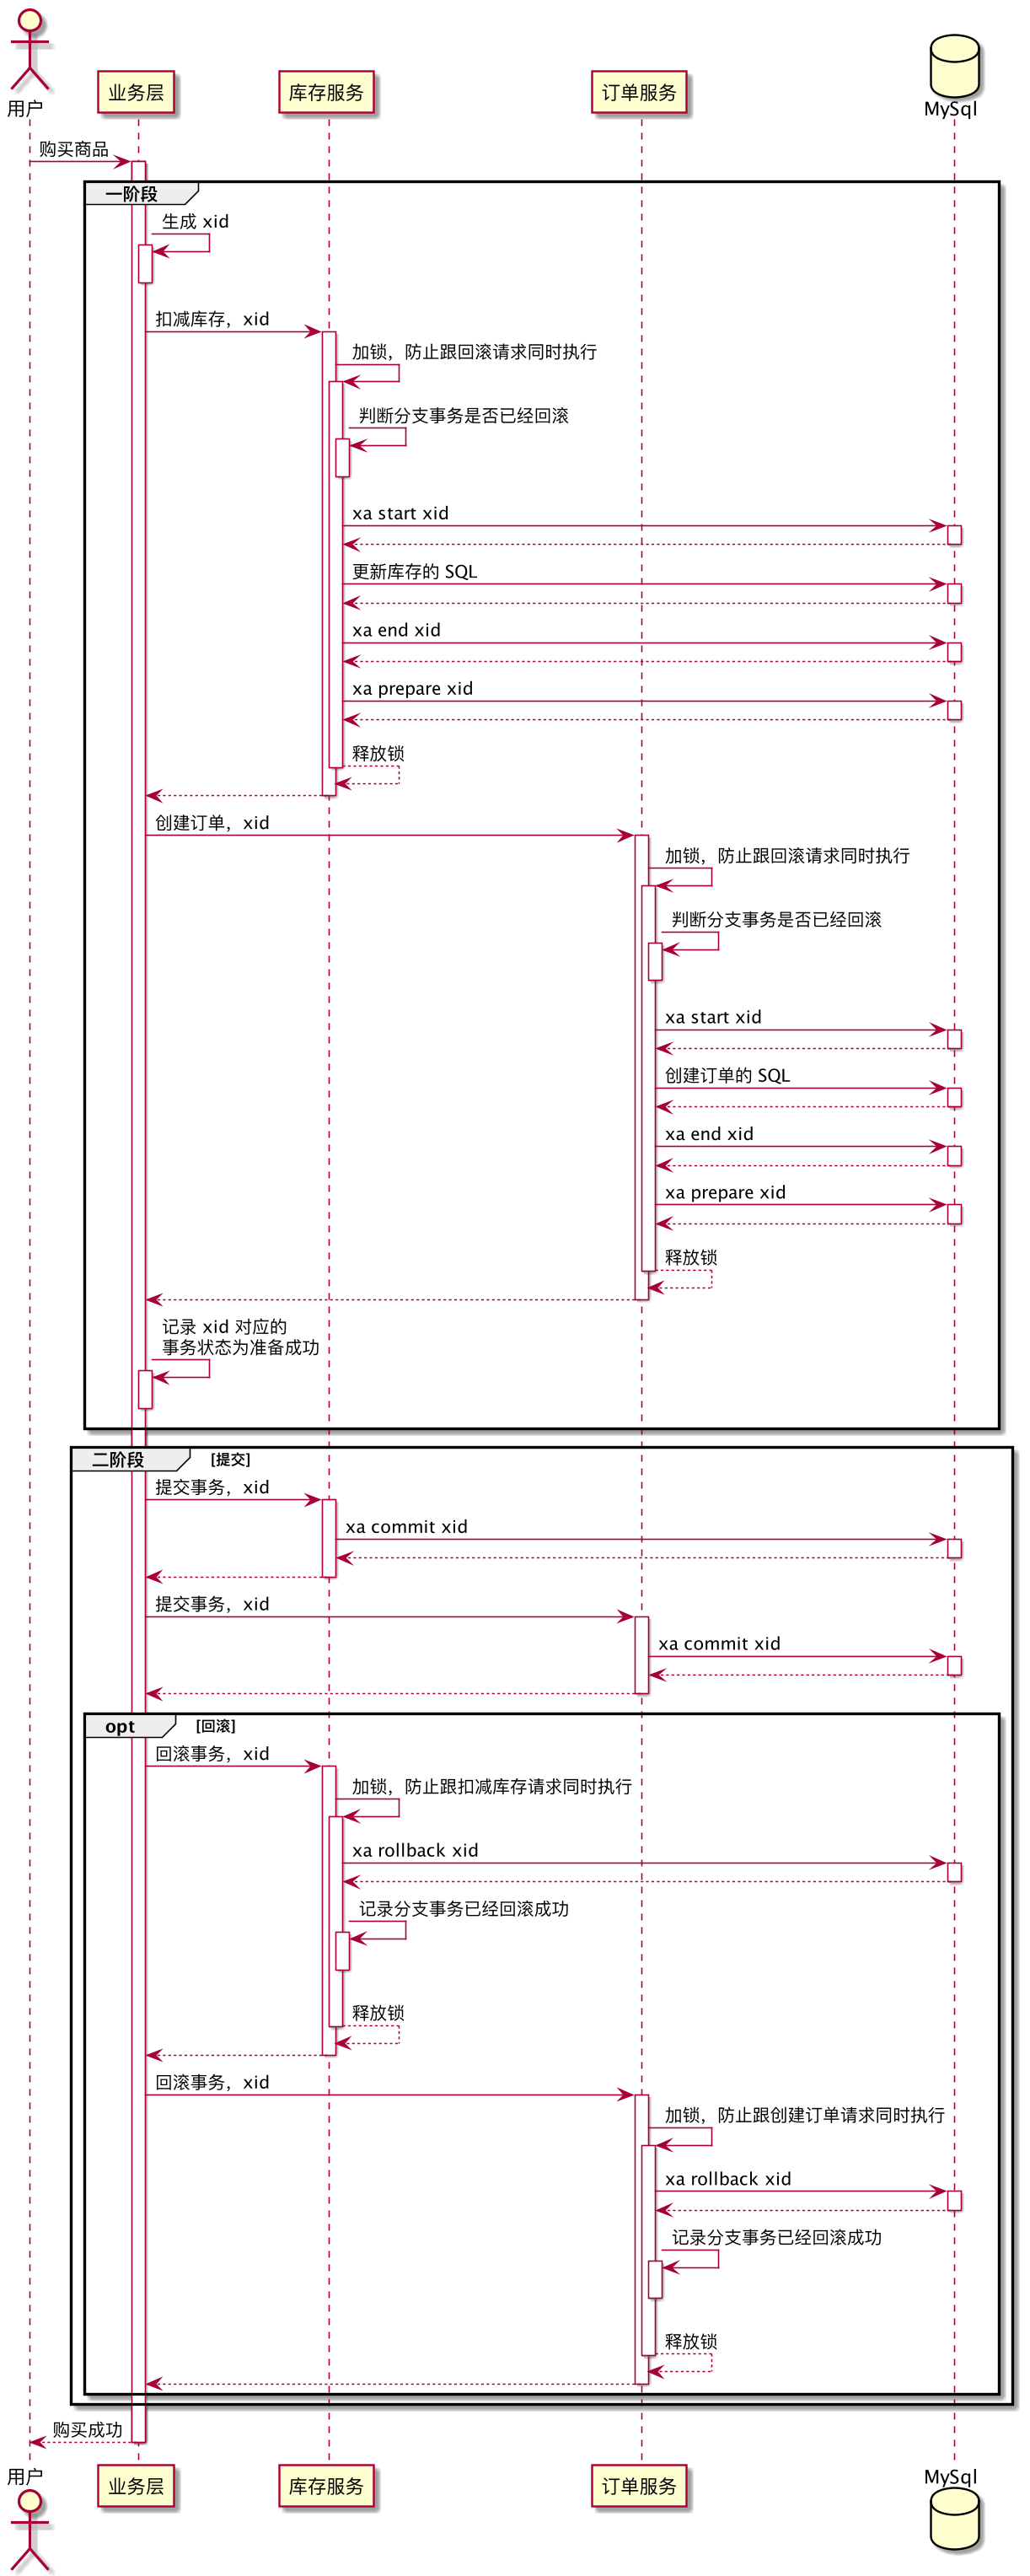 用户
业务层
库存服务
订单服务
MySql
购买商品
一阶段
生成 xid
扣减库存，xid
加锁，防止跟回滚请求同时执行
判断分支事务是否已经回滚
xa start xid
更新库存的 SQL
xa end xid
xa prepare xid
释放锁
创建订单，xid
加锁，防止跟回滚请求同时执行
判断分支事务是否已经回滚
xa start xid
创建订单的 SQL
xa end xid
xa prepare xid
释放锁
记录 xid 对应的
事务状态为准备成功
二阶段 [提交]
提交事务，xid
xa commit xid
提交事务，xid
xa commit xid
opt [回滚]
回滚事务，xid
加锁，防止跟扣减库存请求同时执行
xa rollback xid
记录分支事务已经回滚成功
释放锁
回滚事务，xid
加锁，防止跟创建订单请求同时执行
xa rollback xid
记录分支事务已经回滚成功
释放锁
购买成功
用户
业务层
库存服务
订单服务
MySql